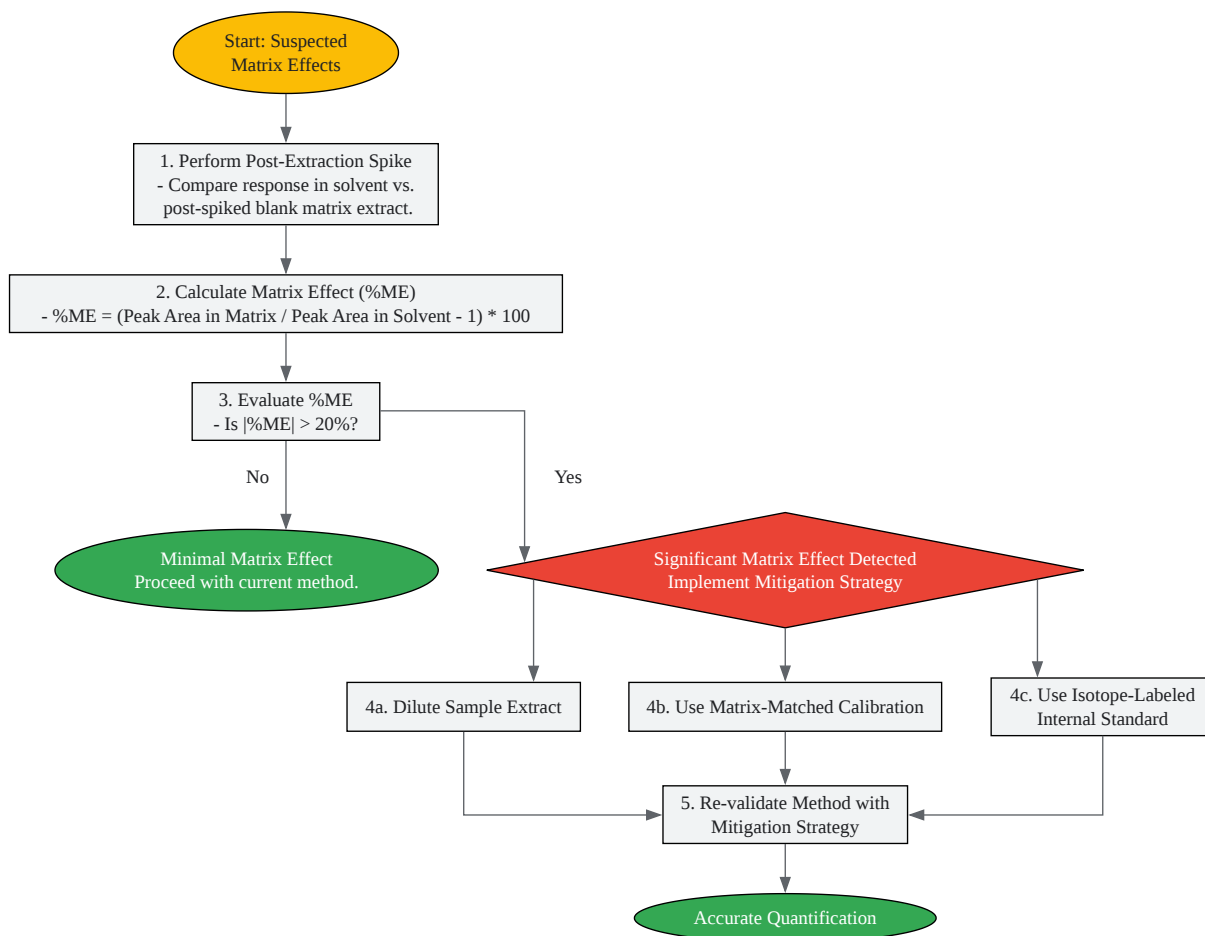 Start: Suspected
Matrix Effects
1. Perform Post-Extraction Spike
- Compare response in solvent vs.
post-spiked blank matrix extract.
2. Calculate Matrix Effect (%ME)
- %ME = (Peak Area in Matrix / Peak Area in Solvent - 1) * 100
3. Evaluate %ME
- Is |%ME| > 20%?
No
Yes
Minimal Matrix Effect
Proceed with current method.
Significant Matrix Effect Detected
Implement Mitigation Strategy
4a. Dilute Sample Extract
4b. Use Matrix-Matched Calibration
4c. Use Isotope-Labeled
Internal Standard
5. Re-validate Method with
Mitigation Strategy
Accurate Quantification